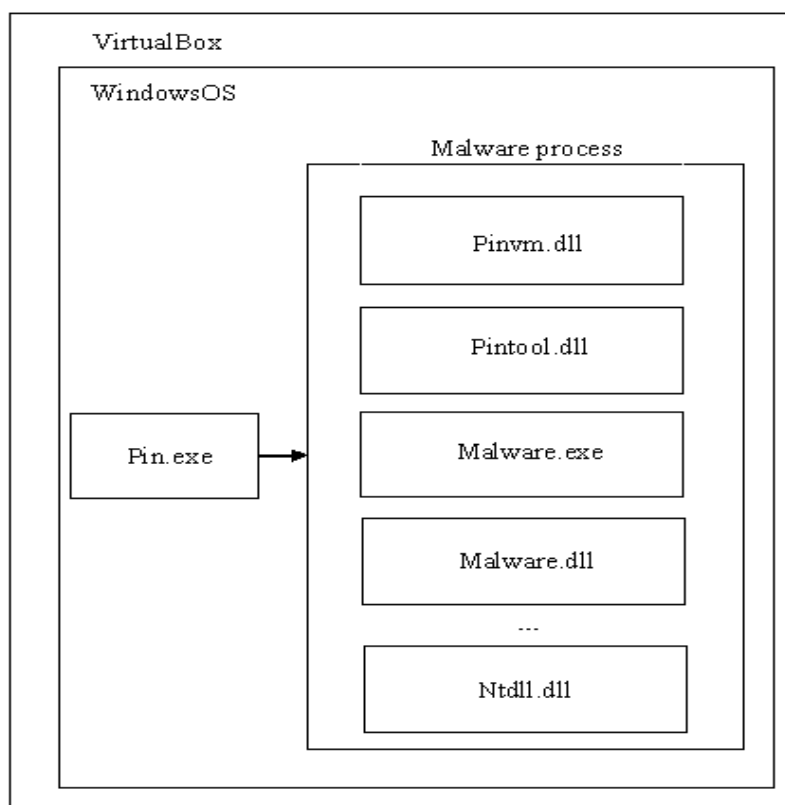 VirtualBox
WindowsOS
Malware process
Pinvm.dll
Pintool.dll
Pin.exe
Malware.exe
Malware.dll
...
Ntdll.dll